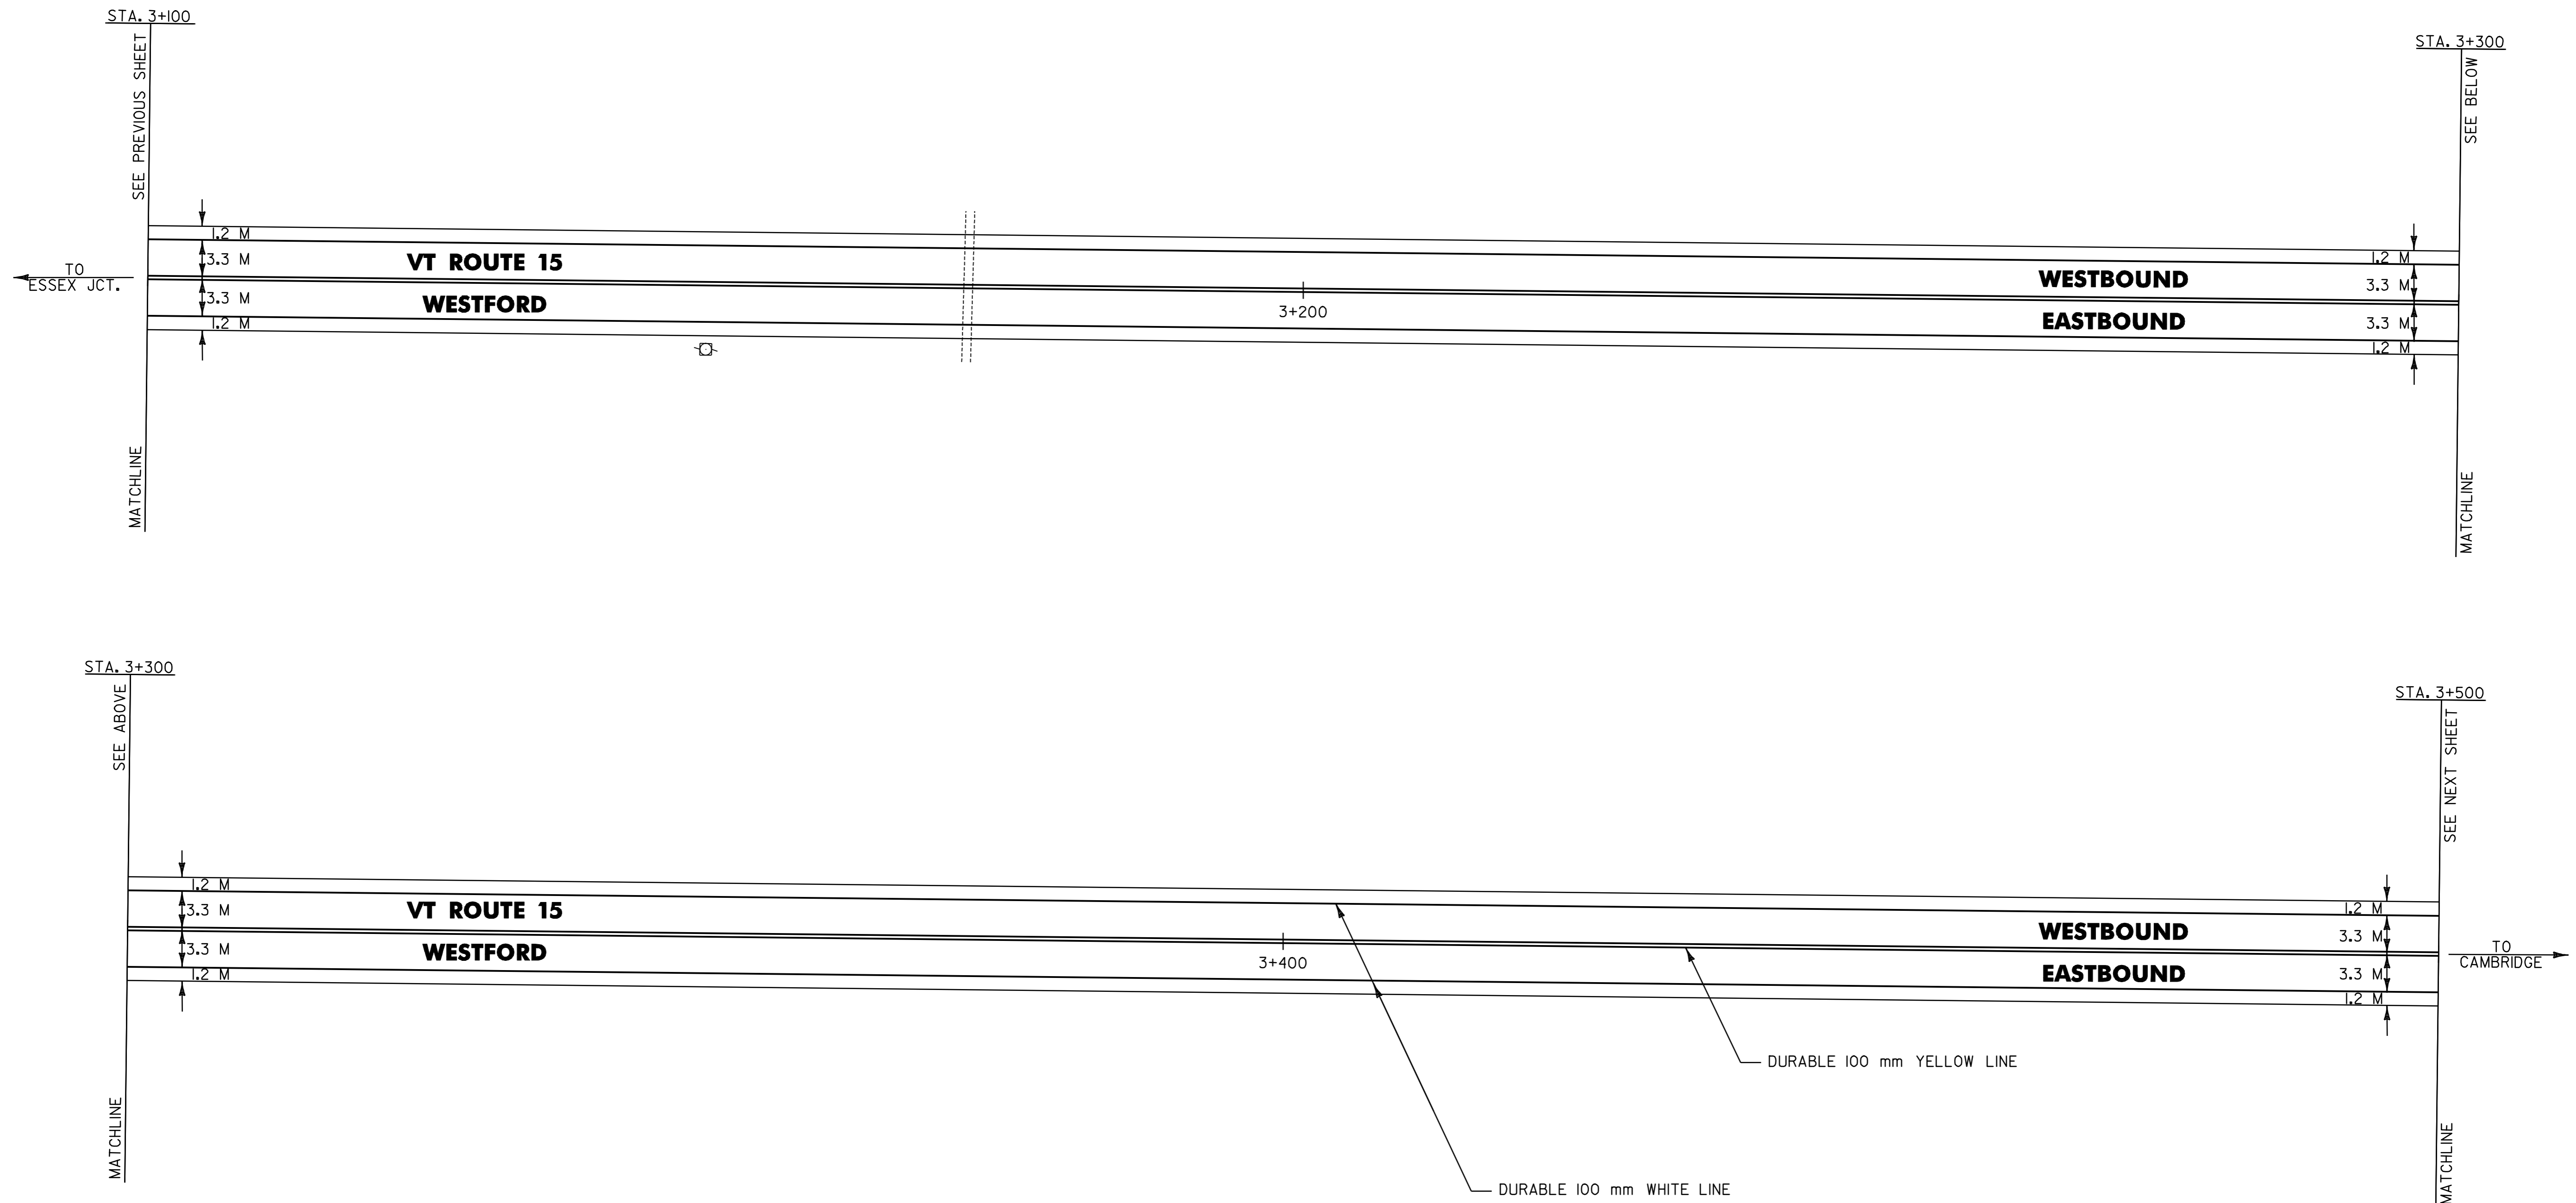 STA. 3+100
SEE PREVIOUS SHEET
MATCHLINE
TO
ESSEX JCT.
1.2 M
3.3 M
3.3 M
1.2 M
VT ROUTE 15
WESTFORD
3+200
WESTBOUND
EASTBOUND
1.2 M
3.3 M
3.3 M
1.2 M
STA. 3+300
SEE BELOW
MATCHLINE
STA. 3+300
SEE ABOVE
MATCHLINE
1.2 M
3.3 M
3.3 M
1.2 M
VT ROUTE 15
WESTFORD
3+400
WESTBOUND
EASTBOUND
1.2 M
3.3 M
3.3 M
1.2 M
STA. 3+500
SEE NEXT SHEET
MATCHLINE
TO
CAMBRIDGE
DURABLE 100 mm YELLOW LINE
DURABLE 100 mm WHITE LINE